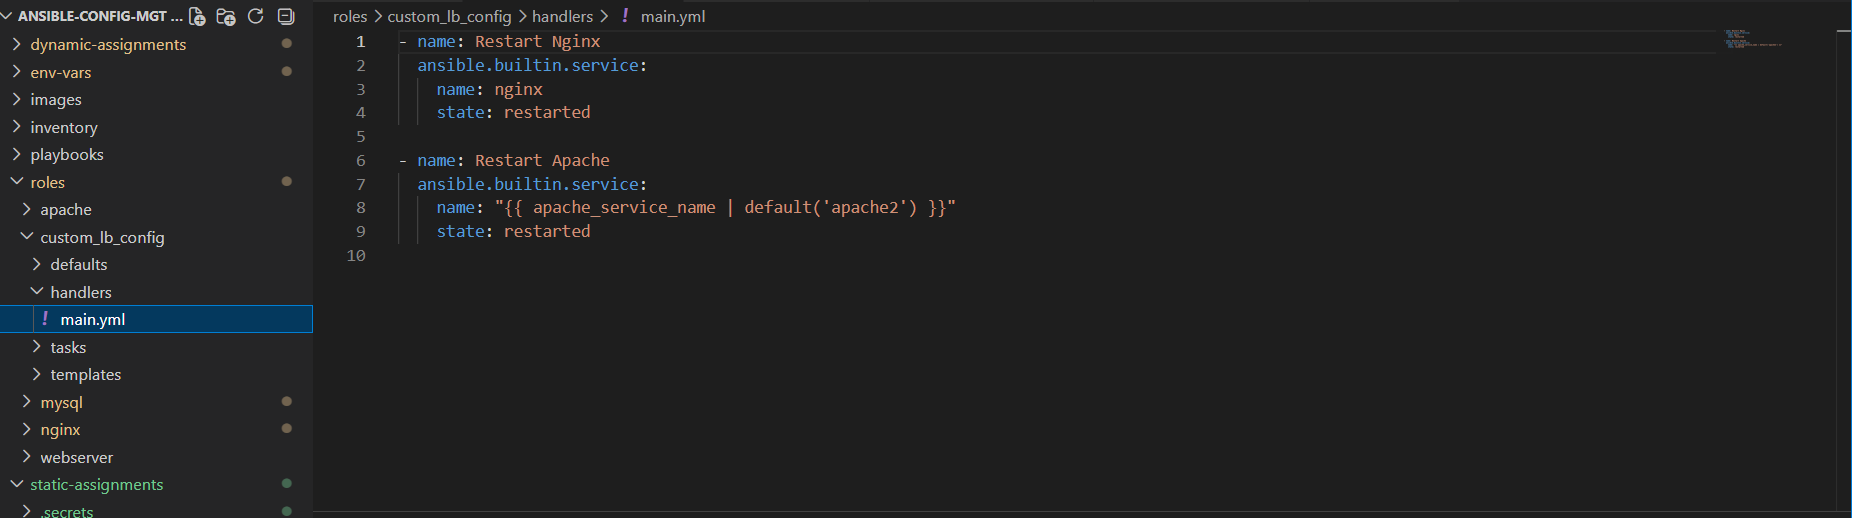 ANSIBLE-CONFIG-MGT ...
dynamic-assignments
env-vars
images
inventory
playbooks
roles
apache
custom_lb_config
defaults
handlers
! main.yml
tasks
templates
mysql
nginx
webserver
static-assignments
.secrets
roles > custom_lb_config > handlers > ! main.yml
1 - name: Restart Nginx
2 ansible.builtin.service:
3 name: nginx
4 state: restarted
5
6 - name: Restart Apache
7 ansible.builtin.service:
8 name: "{{ apache_service_name | default('apache2') }}"
9 state: restarted
10